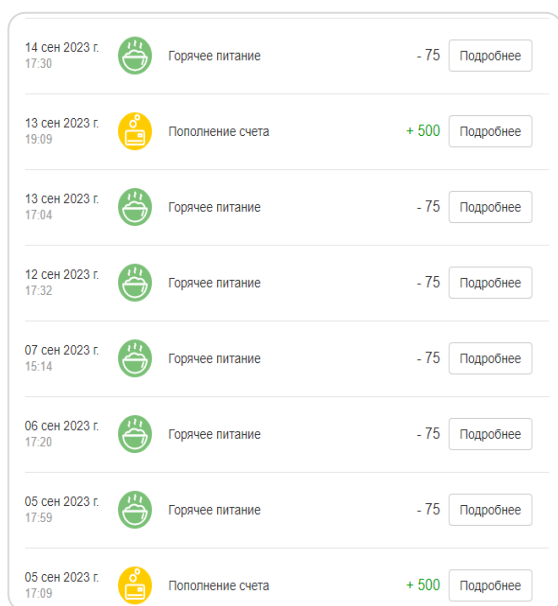 14 сен 2023 г.
17:30
Горячее питание
- 75
Подробнее
13 сен 2023 г.
19:09
Пополнение счета
+ 500
Подробнее
13 сен 2023 г.
17:04
Горячее питание
- 75
Подробнее
12 сен 2023 г.
17:32
Горячее питание
- 75
Подробнее
07 сен 2023 г.
15:14
Горячее питание
- 75
Подробнее
06 сен 2023 г.
17:20
Горячее питание
- 75
Подробнее
05 сен 2023 г.
17:59
Горячее питание
- 75
Подробнее
05 сен 2023 г.
17:09
Пополнение счета
+ 500
Подробнее